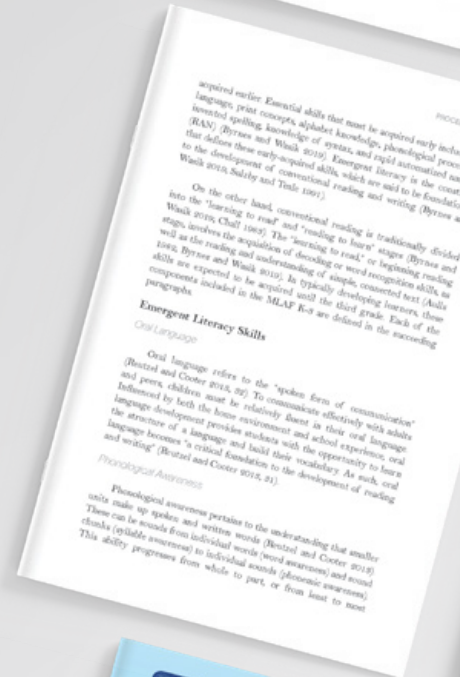 PROCE
acquired earlier. Essential skills that must be acquired early include
language, print concepts, alphabet knowledge, phonological proce
invented spelling, knowledge of syntax, and rapid automatized na
(RAN) (Byrnes and Wasik 2019). Emergent literacy is the const
that defines these early-acquired skills, which are said to be foundatio
to the development of conventional reading and writing (Byrnes a
Wasik 2019, Sulzby and Teale 1991).
On the other hand, conventional reading is traditionally divided
into the "learning to read" and "reading to learn" stages (Byrnes and
Wasik 2019, Chall 1983). The "learning to read," or beginning reading
stage, involves the acquisition of decoding or word recognition skills, as
well as the reading and understanding of simple, connected text (Aulls
1982, Byrnes and Wasik 2019). In typically developing learners, these
skills are expected to be acquired until the third grade. Each of the
components included in the MLAF K-3 are defined in the succeeding
paragraphs.
Emergent Literacy Skills
Oral Language
Oral language refers to the "spoken form of communication"
(Reutzel and Cooter 2013, 32). To communicate effectively with adults
and peers, children must be relatively fluent in their oral language
Influenced by both the home environment and school experience, oral
language development provides students with the opportunity to learn
the structure of a language and build their vocabulary. As such, oral
language becomes "a critical foundation to the development of reading
and writing" (Reutzel and Cooter 2013, 31).
Phonological Awareness
Phonological awareness pertains to the understanding that smaller
units make up spoken and written words (Reutzel and Cooter 2013).
These can be sounds from individual words (word awareness) and sound
chunks (syllable awareness) to individual sounds (phonemic awareness).
This ability progresses from whole to part, or from least to most